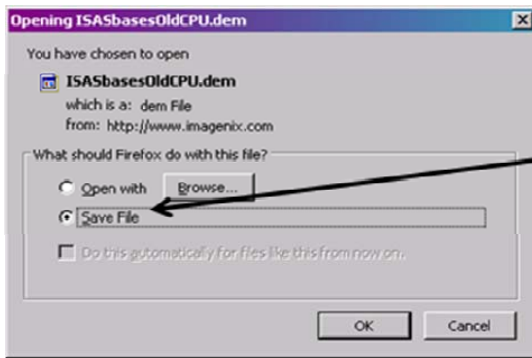 Opening ISASbasesOldCPU.dem
You have chosen to open
ISASbasesOldCPU.dem
which is a: dem File
from: http://www.imagenix.com
What should Firefox do with this file?
Open with Browse...
Save File
Do this automatically for files like this from now on.
OK Cancel